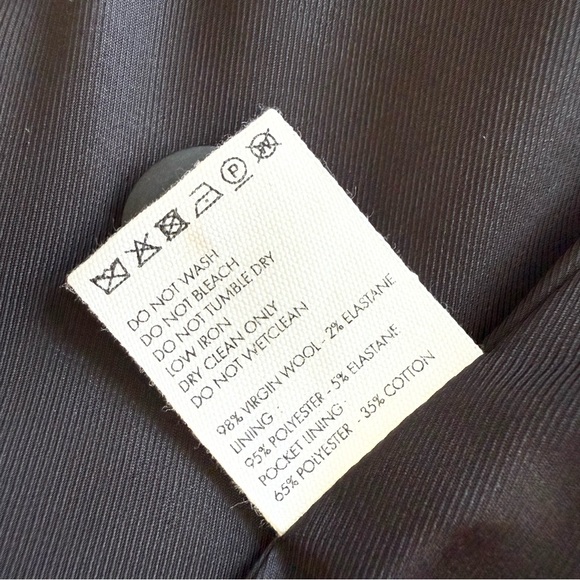 DO NOT WASH
DO NOT BLEACH
DO NOT TUMBLE DRY
LOW IRON
DRY CLEAN ONLY
DO NOT WETCLEAN
98% VIRGIN WOOL - 2% ELASTANE
LINING :
95% POLYESTER - 5% ELASTANE
POCKET LINING :
65% POLYESTER - 35% COTTON